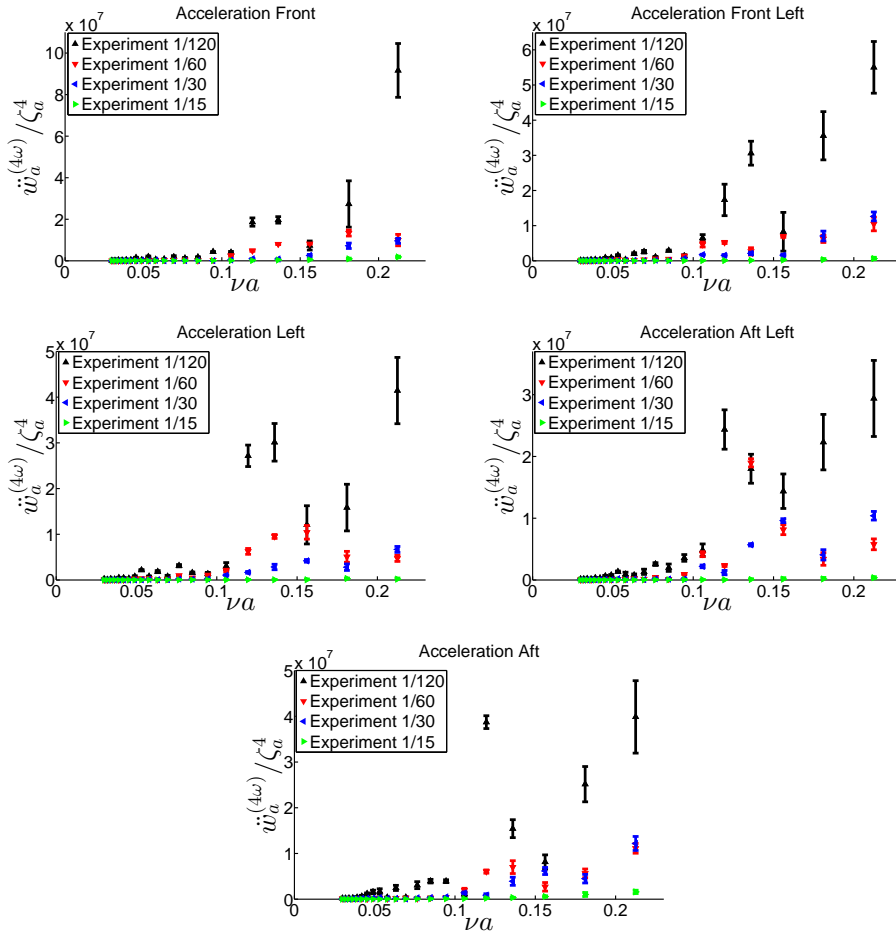 Acceleration Front
x 10^7
Experiment 1/120
Experiment 1/60
Experiment 1/30
Experiment 1/15
10
8
6
4
2
0
0 0.05 0.1 0.15 0.2
νa
ẅ_a^(4ω)/ζ_a^4
Acceleration Front Left
x 10^7
Experiment 1/120
Experiment 1/60
Experiment 1/30
Experiment 1/15
7
6
5
4
3
2
1
0
0 0.05 0.1 0.15 0.2
νa
ẅ_a^(4ω)/ζ_a^4
Acceleration Left
x 10^7
Experiment 1/120
Experiment 1/60
Experiment 1/30
Experiment 1/15
5
4
3
2
1
0
0 0.05 0.1 0.15 0.2
νa
ẅ_a^(4ω)/ζ_a^4
Acceleration Aft Left
x 10^7
Experiment 1/120
Experiment 1/60
Experiment 1/30
Experiment 1/15
3
2
1
0
0 0.05 0.1 0.15 0.2
νa
ẅ_a^(4ω)/ζ_a^4
Acceleration Aft
x 10^7
Experiment 1/120
Experiment 1/60
Experiment 1/30
Experiment 1/15
5
4
3
2
1
0
0 0.05 0.1 0.15 0.2
νa
ẅ_a^(4ω)/ζ_a^4